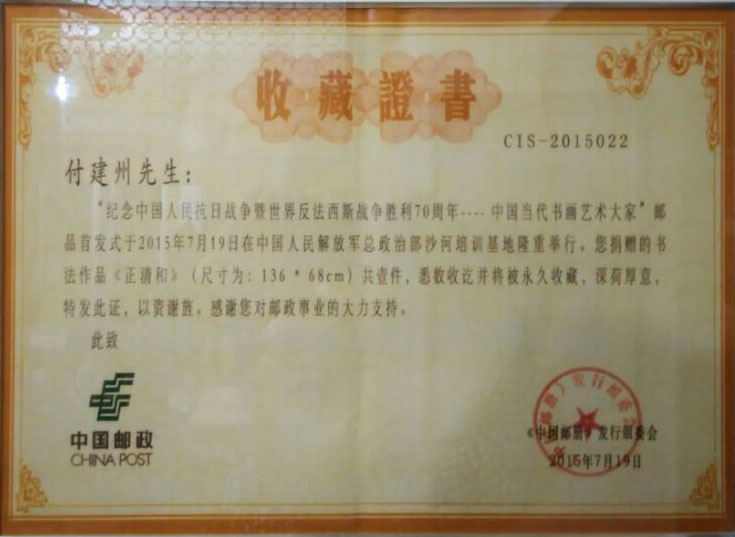 收藏證書
CIS-2015022
付建州先生：
“纪念中国人民抗日战争暨世界反法西斯战争胜利70周年----中国当代书画艺术大家”邮
品首发式于2015年7月19日在中国人民解放军总政治部沙河培训基地隆重举行。您捐赠的书
法作品《正清和》（尺寸为：136 * 68cm）共壹件，悉数收讫并将被永久收藏，深荷厚意，
特发此证，以资谢旌。感谢您对邮政事业的大力支持。
此致
中国邮政
CHINA POST
《中国邮册》发行组委会
2015年7月19日